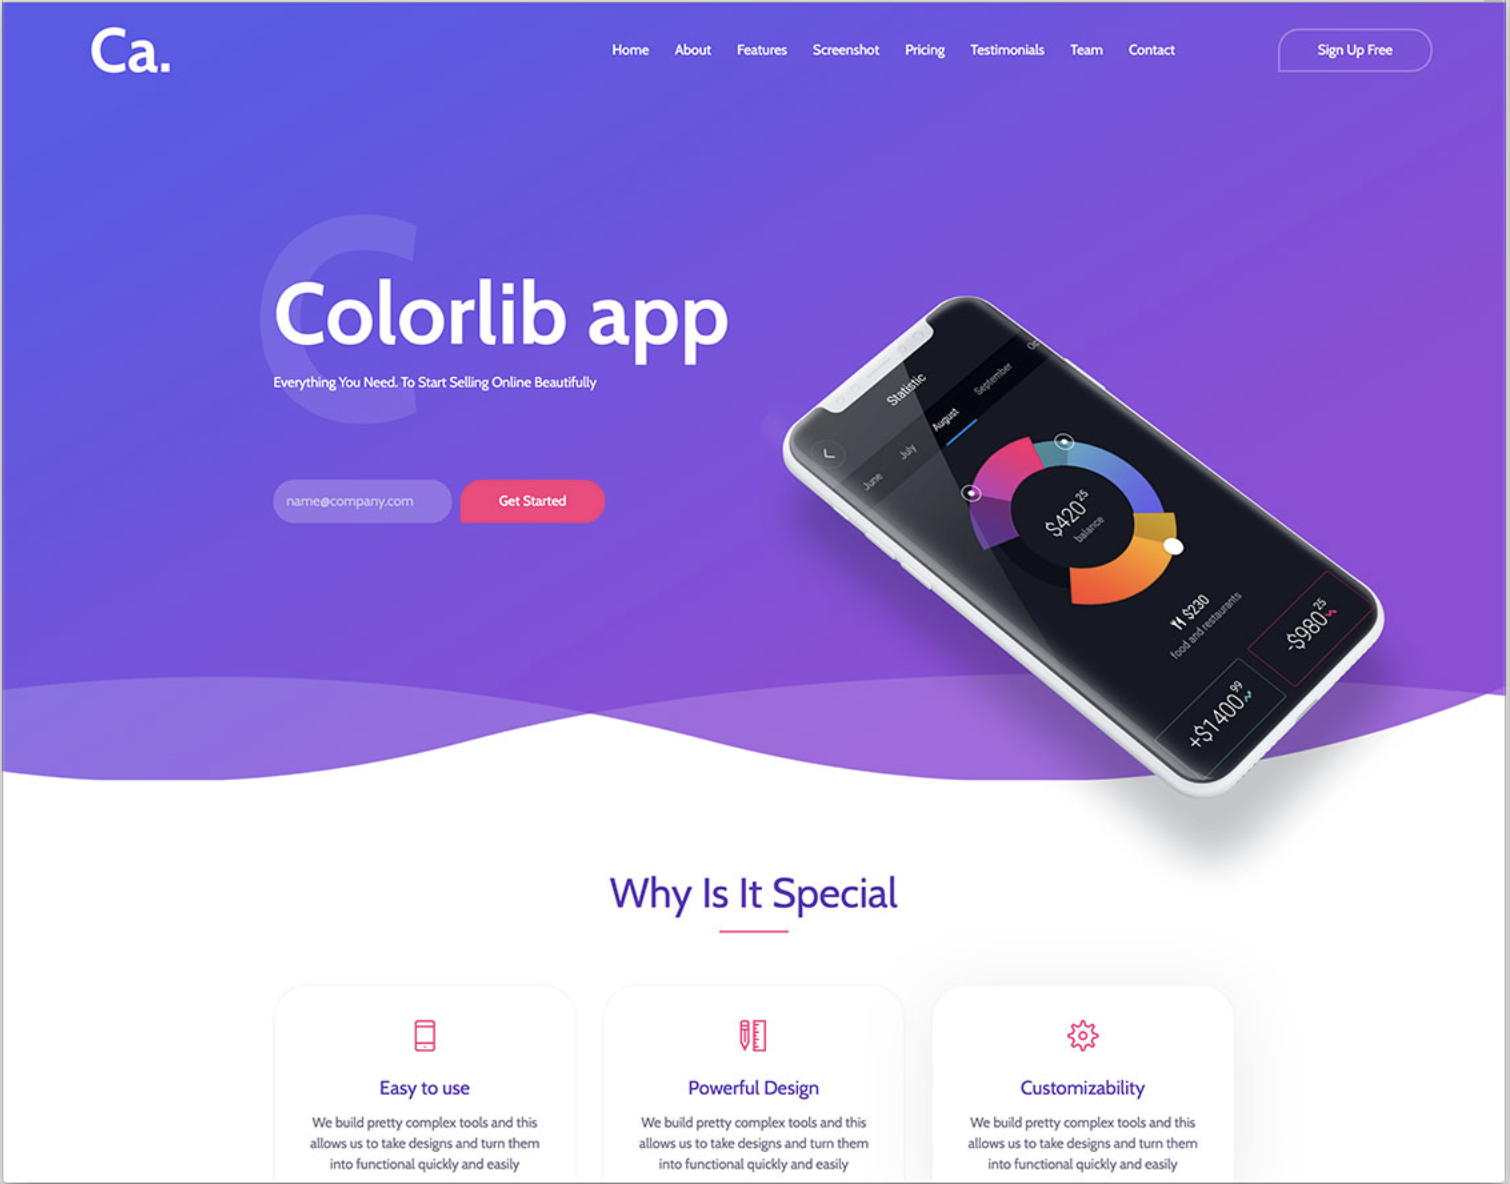 Ca.
Home About Features Screenshot Pricing Testimonials Team Contact
Sign Up Free
C
Colorlib app
Everything You Need. To Start Selling Online Beautifully
name@company.com
Get Started
Statistic
June July August September Oc
$420 25
balance
$230
food and restaurants
+$1400 99
-$980 25
Why Is It Special
Easy to use
We build pretty complex tools and this
allows us to take designs and turn them
into functional quickly and easily
Powerful Design
We build pretty complex tools and this
allows us to take designs and turn them
into functional quickly and easily
Customizability
We build pretty complex tools and this
allows us to take designs and turn them
into functional quickly and easily